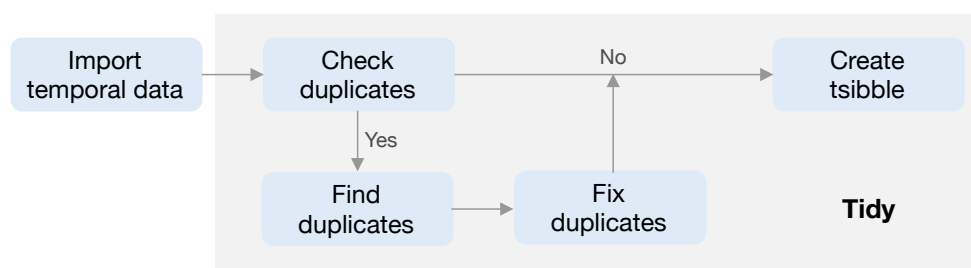 Import
temporal data
Check
duplicates
No
Create
tsibble
Yes
Find
duplicates
Fix
duplicates
Tidy